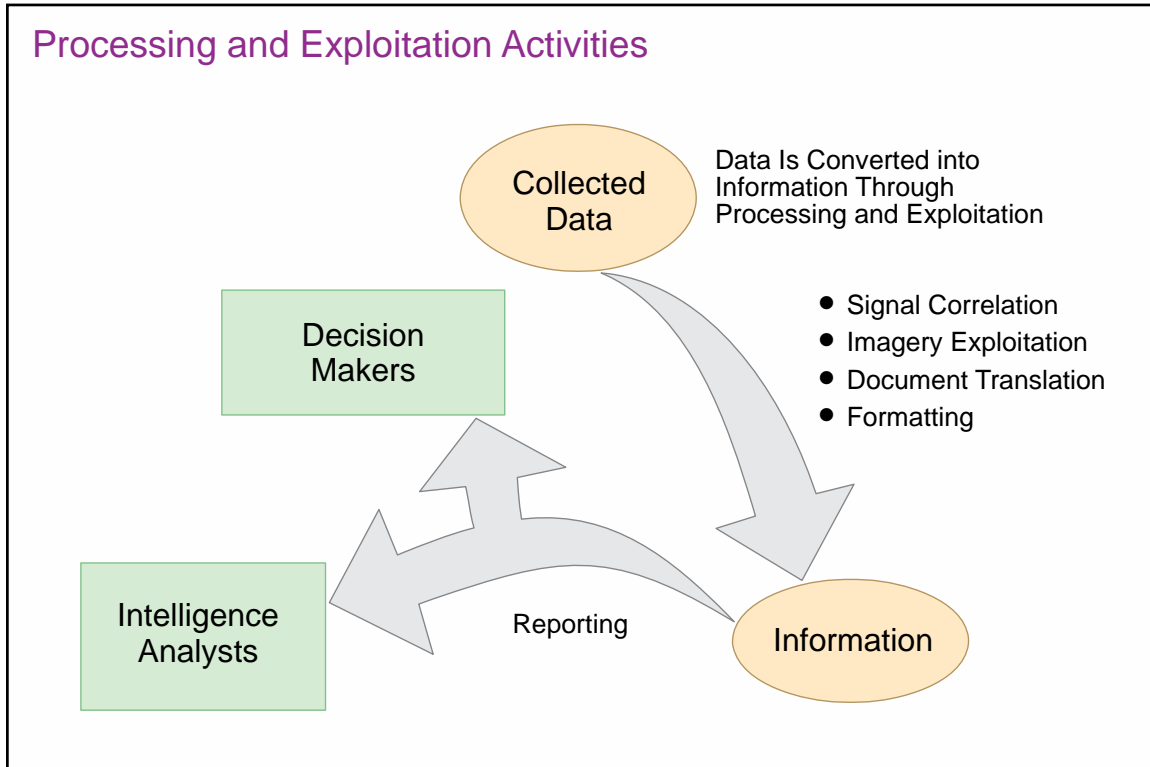 Processing and Exploitation Activities
Collected
Data
Data Is Converted into
Information Through
Processing and Exploitation
Decision
Makers
● Signal Correlation
● Imagery Exploitation
● Document Translation
● Formatting
Intelligence
Analysts
Reporting
Information